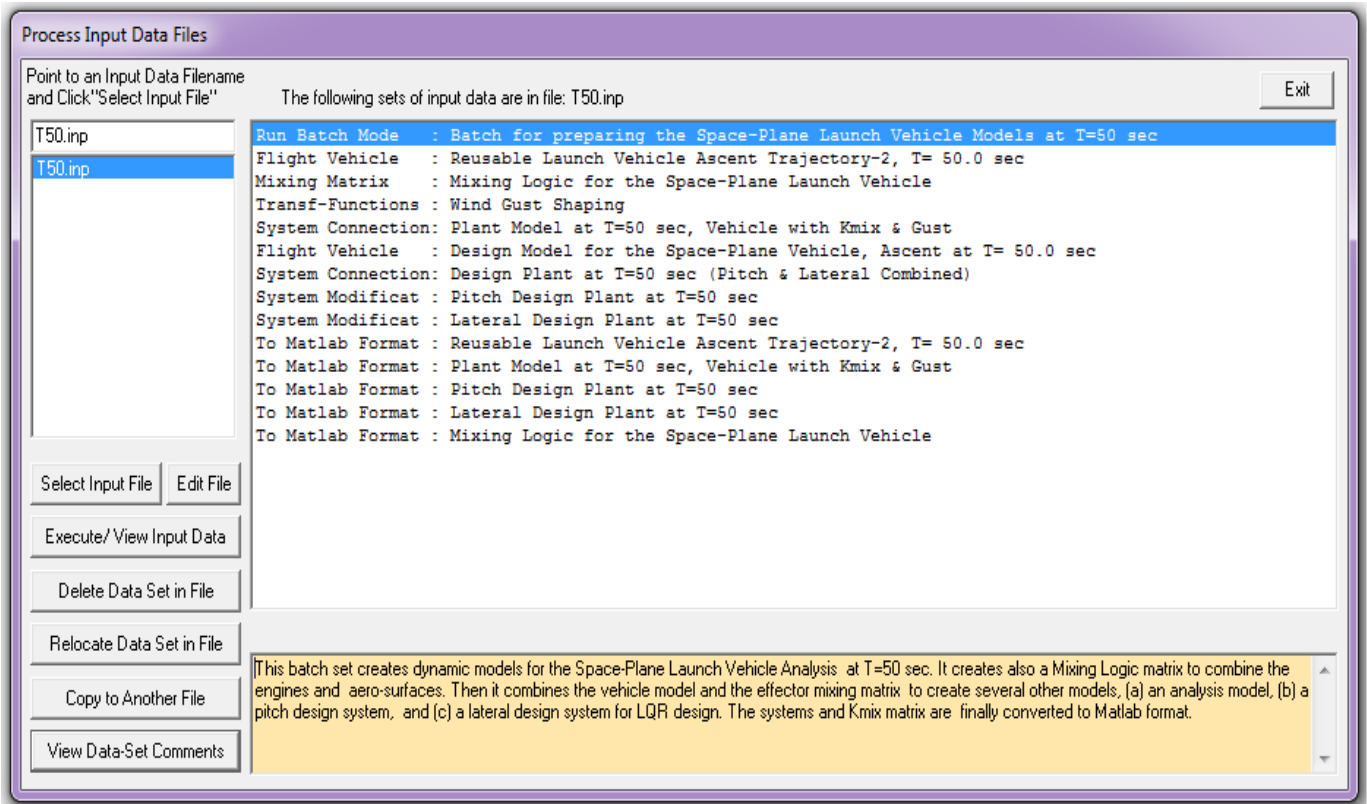 Process Input Data Files
Point to an Input Data Filename
and Click"Select Input File"
The following sets of input data are in file: T50.inp
Exit
T50.inp
T50.inp
Run Batch Mode   : Batch for preparing the Space-Plane Launch Vehicle Models at T=50 sec
Flight Vehicle   : Reusable Launch Vehicle Ascent Trajectory-2, T= 50.0 sec
Mixing Matrix    : Mixing Logic for the Space-Plane Launch Vehicle
Transf-Functions : Wind Gust Shaping
System Connection: Plant Model at T=50 sec, Vehicle with Kmix & Gust
Flight Vehicle   : Design Model for the Space-Plane Vehicle, Ascent at T= 50.0 sec
System Connection: Design Plant at T=50 sec (Pitch & Lateral Combined)
System Modificat : Pitch Design Plant at T=50 sec
System Modificat : Lateral Design Plant at T=50 sec
To Matlab Format : Reusable Launch Vehicle Ascent Trajectory-2, T= 50.0 sec
To Matlab Format : Plant Model at T=50 sec, Vehicle with Kmix & Gust
To Matlab Format : Pitch Design Plant at T=50 sec
To Matlab Format : Lateral Design Plant at T=50 sec
To Matlab Format : Mixing Logic for the Space-Plane Launch Vehicle
Select Input File
Edit File
Execute/ View Input Data
Delete Data Set in File
Relocate Data Set in File
Copy to Another File
View Data-Set Comments
This batch set creates dynamic models for the Space-Plane Launch Vehicle Analysis  at T=50 sec. It creates also a Mixing Logic matrix to combine the
engines and  aero-surfaces. Then it combines the vehicle model and the effector mixing matrix  to create several other models, (a) an analysis model, (b) a
pitch design system,  and (c) a lateral design system for LQR design. The systems and Kmix matrix are  finally converted to Matlab format.